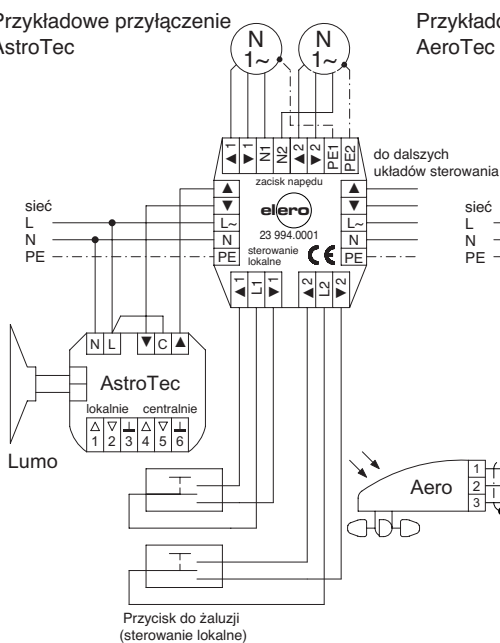 Przykładowe przyłączenie
AstroTec
AeroTec
N
1~
N
1~
▲1 ▼1 N1 N2 ▲2 ▼2 PE1 PE2
zacisk napędu
do dalszych
układów sterowania
▲ ▲
▼ ▼
sieć
L
N
PE
L~ elero L~
N 23 994.0001 N
PE sterowanie
lokalne CE PE
sieć
L
N
PE
▲1 L1 ▼1 ▲2 L2 ▼2
N L ▼ C ▲
AstroTec
lokalnie centralnie
△ ▽ ⊥ △ ▽ ⊥
1 2 3 4 5 6
Lumo
Aero
1
2
3
Przycisk do żaluzji
(sterowanie lokalne)